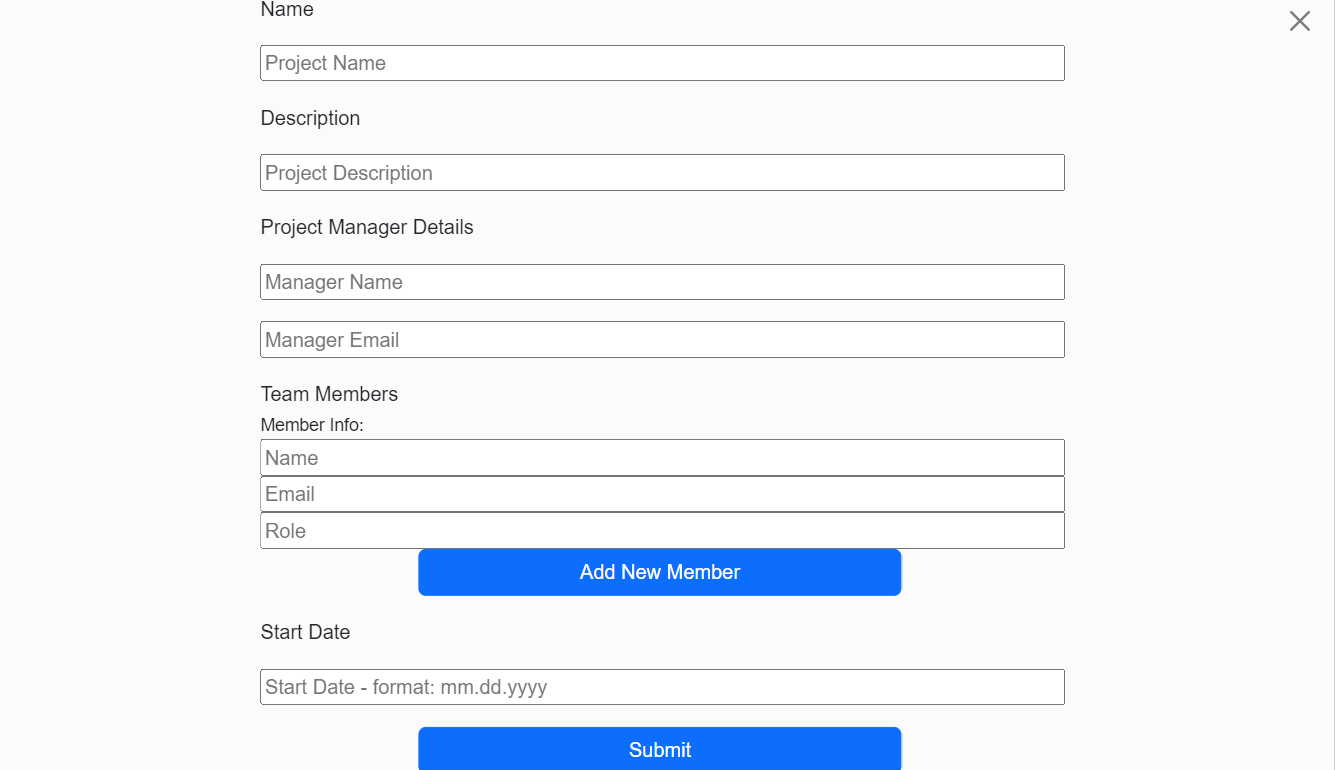 Name
Project Name
Description
Project Description
Project Manager Details
Manager Name
Manager Email
Team Members
Member Info:
Name
Email
Role
Add New Member
Start Date
Start Date - format: mm.dd.yyyy
Submit